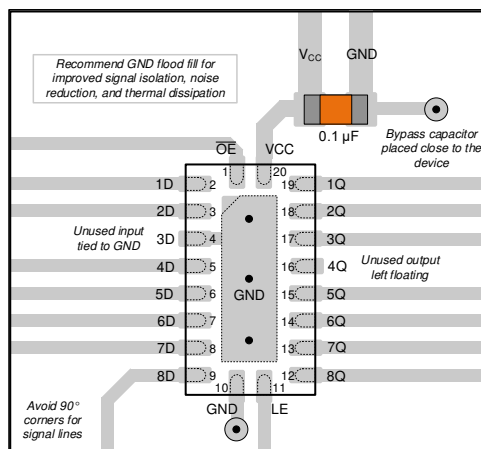 Recommend GND flood fill for
improved signal isolation, noise
reduction, and thermal dissipation
VCC GND
0.1 µF
Bypass capacitor
placed close to the
device
OE VCC
1 20
1D 2 19 1Q
2D 3 18 2Q
Unused input
tied to GND
3D 4 17 3Q
16 4Q
Unused output
left floating
4D 5
GND
5D 6 15 5Q
6D 7 14 6Q
7D 8 13 7Q
8D 9 12 8Q
10 11
GND LE
Avoid 90°
corners for
signal lines